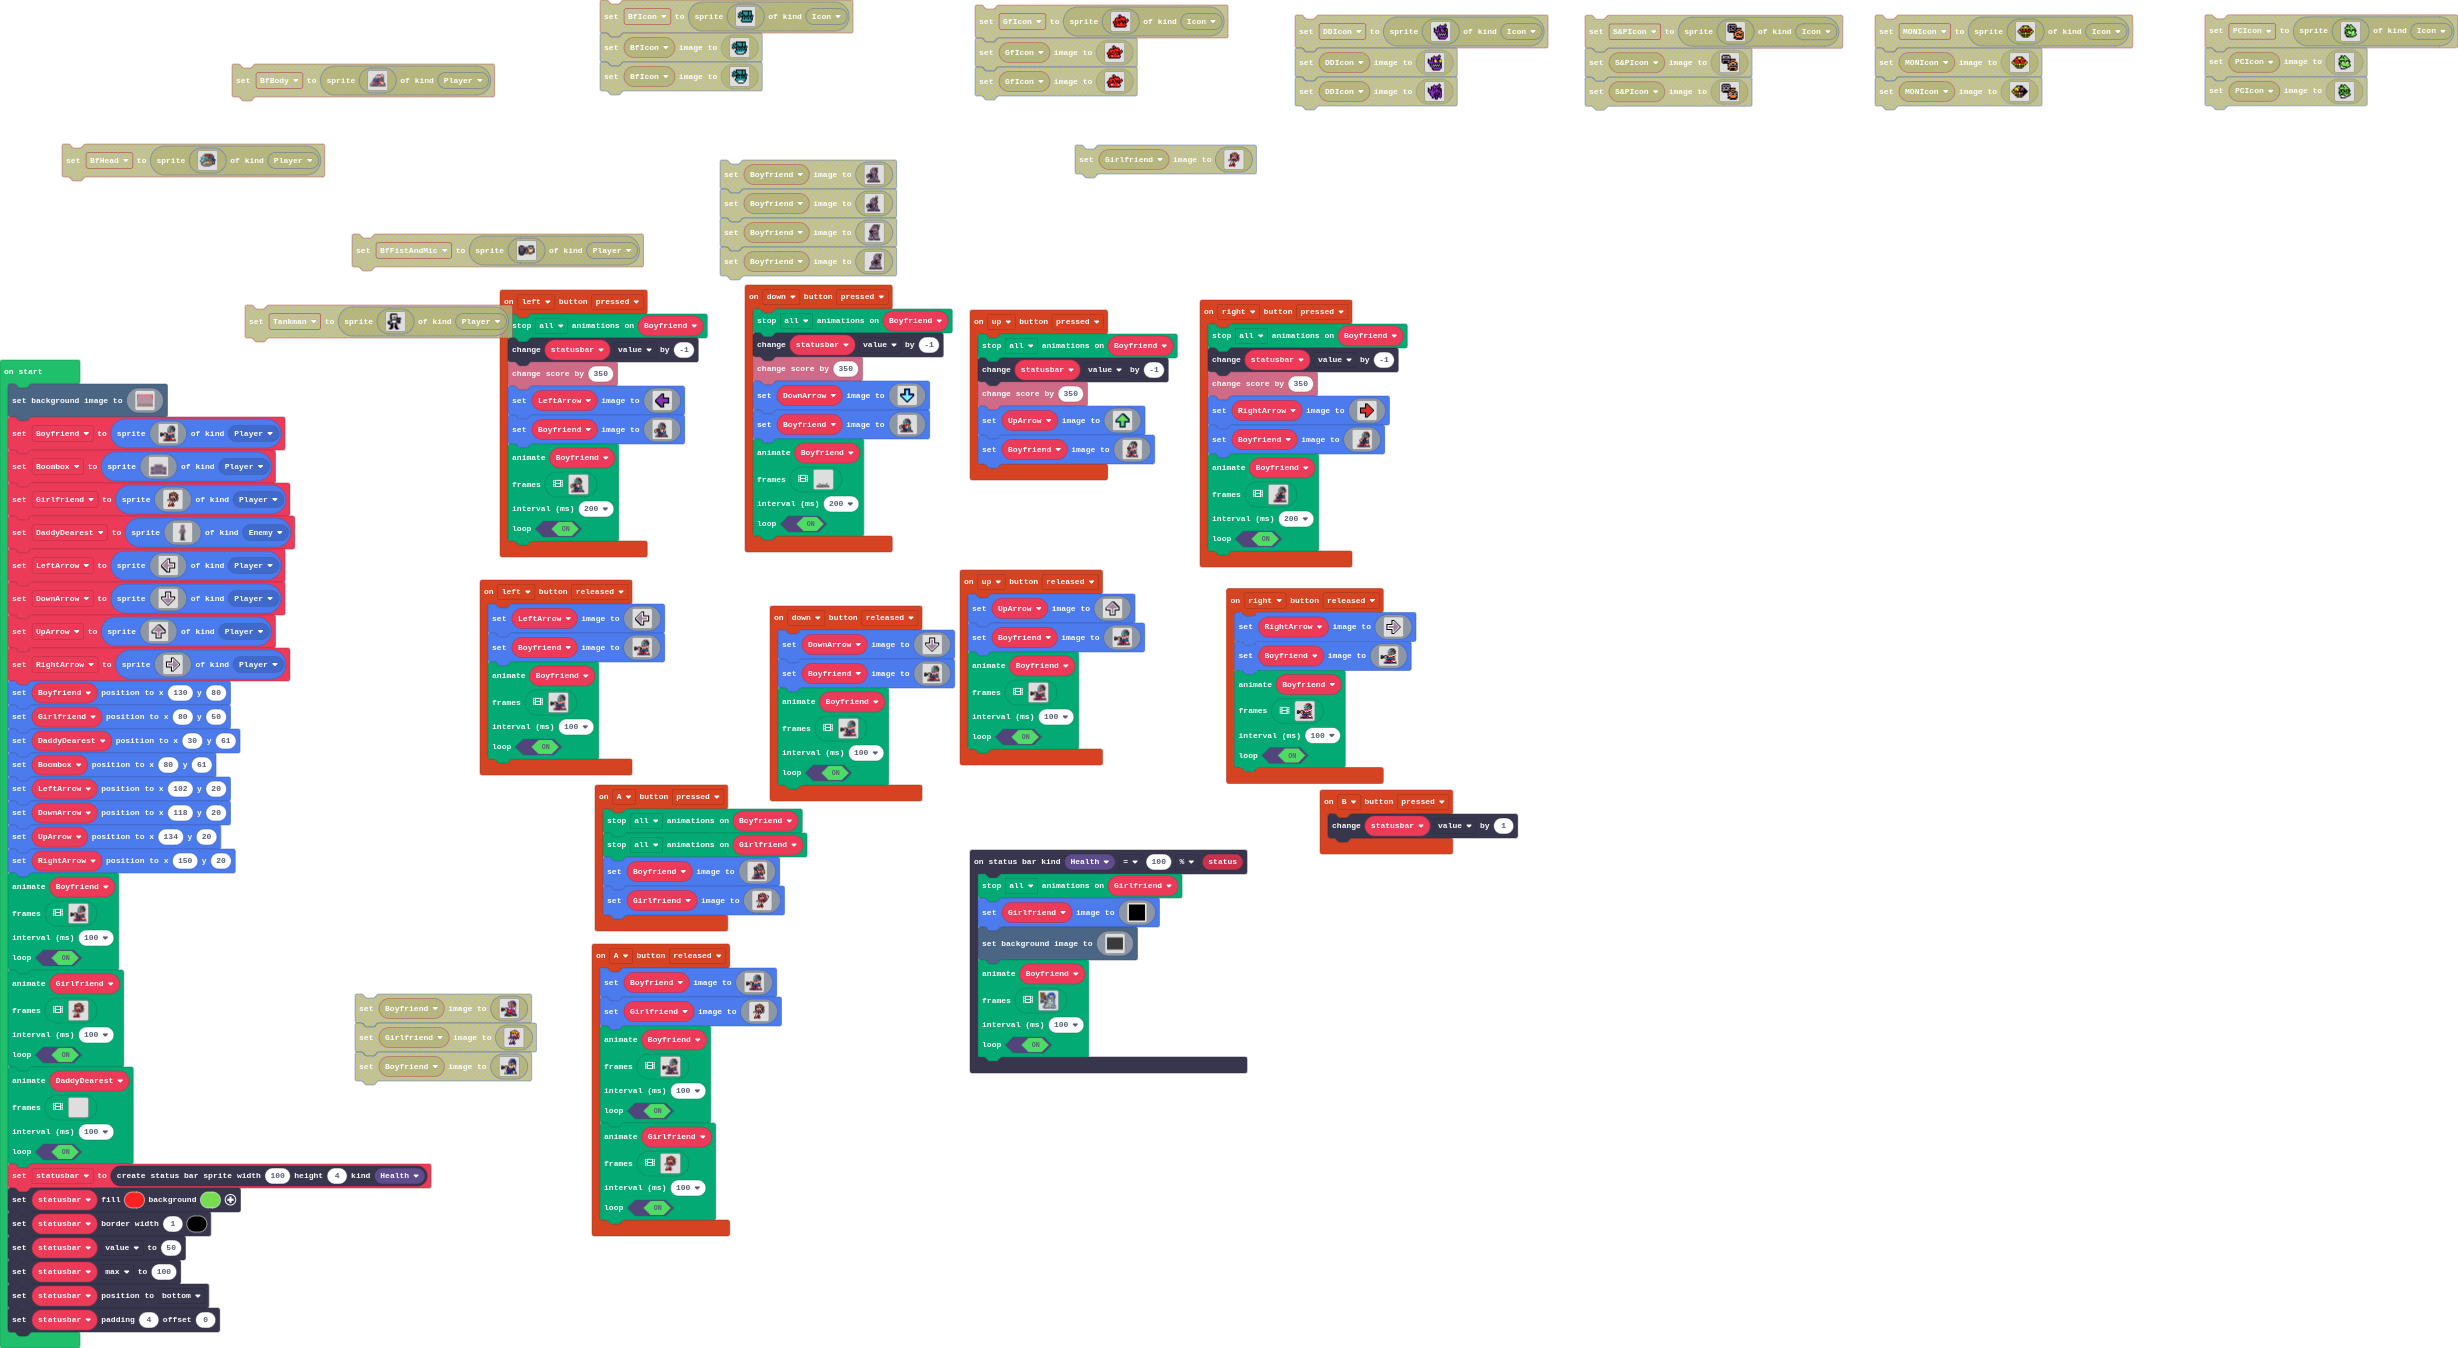 set BfIcon to sprite of kind Icon
set BfIcon image to
set BfIcon image to
set GfIcon to sprite of kind Icon
set GfIcon image to
set GfIcon image to
set DDIcon to sprite of kind Icon
set DDIcon image to
set DDIcon image to
set S&PIcon to sprite of kind Icon
set S&PIcon image to
set S&PIcon image to
set MONIcon to sprite of kind Icon
set MONIcon image to
set MONIcon image to
set PCIcon to sprite of kind Icon
set PCIcon image to
set PCIcon image to
set BfBody to sprite of kind Player
set BfHead to sprite of kind Player
set Boyfriend image to
set Boyfriend image to
set Boyfriend image to
set Boyfriend image to
set Girlfriend image to
set BfFistAndMic to sprite of kind Player
set Tankman to sprite of kind Player
on start
set background image to
set Boyfriend to sprite of kind Player
set Boombox to sprite of kind Player
set Girlfriend to sprite of kind Player
set DaddyDearest to sprite of kind Enemy
set LeftArrow to sprite of kind Player
set DownArrow to sprite of kind Player
set UpArrow to sprite of kind Player
set RightArrow to sprite of kind Player
set Boyfriend position to x 130 y 80
set Girlfriend position to x 80 y 50
set DaddyDearest position to x 30 y 61
set Boombox position to x 80 y 61
set LeftArrow position to x 102 y 20
set DownArrow position to x 118 y 20
set UpArrow position to x 134 y 20
set RightArrow position to x 150 y 20
animate Boyfriend
frames
interval (ms) 100
loop ON
animate Girlfriend
frames
interval (ms) 100
loop ON
animate DaddyDearest
frames
interval (ms) 100
loop ON
set statusbar to create status bar sprite width 100 height 4 kind Health
set statusbar fill background
set statusbar border width 1
set statusbar value to 50
set statusbar max to 100
set statusbar position to bottom
set statusbar padding 4 offset 0
on left button pressed
stop all animations on Boyfriend
change statusbar value by -1
change score by 350
set LeftArrow image to
set Boyfriend image to
animate Boyfriend
frames
interval (ms) 200
loop ON
on down button pressed
stop all animations on Boyfriend
change statusbar value by -1
change score by 350
set DownArrow image to
set Boyfriend image to
animate Boyfriend
frames
interval (ms) 200
loop ON
on up button pressed
stop all animations on Boyfriend
change statusbar value by -1
change score by 350
set UpArrow image to
set Boyfriend image to
on right button pressed
stop all animations on Boyfriend
change statusbar value by -1
change score by 350
set RightArrow image to
set Boyfriend image to
animate Boyfriend
frames
interval (ms) 200
loop ON
on left button released
set LeftArrow image to
set Boyfriend image to
animate Boyfriend
frames
interval (ms) 100
loop ON
on down button released
set DownArrow image to
set Boyfriend image to
animate Boyfriend
frames
interval (ms) 100
loop ON
on up button released
set UpArrow image to
set Boyfriend image to
animate Boyfriend
frames
interval (ms) 100
loop ON
on right button released
set RightArrow image to
set Boyfriend image to
animate Boyfriend
frames
interval (ms) 100
loop ON
on A button pressed
stop all animations on Boyfriend
stop all animations on Girlfriend
set Boyfriend image to
set Girlfriend image to
on B button pressed
change statusbar value by 1
on status bar kind Health = 100 % status
stop all animations on Girlfriend
set Girlfriend image to
set background image to
animate Boyfriend
frames
interval (ms) 100
loop ON
on A button released
set Boyfriend image to
set Girlfriend image to
animate Boyfriend
frames
interval (ms) 100
loop ON
animate Girlfriend
frames
interval (ms) 100
loop ON
set Boyfriend image to
set Girlfriend image to
set Boyfriend image to